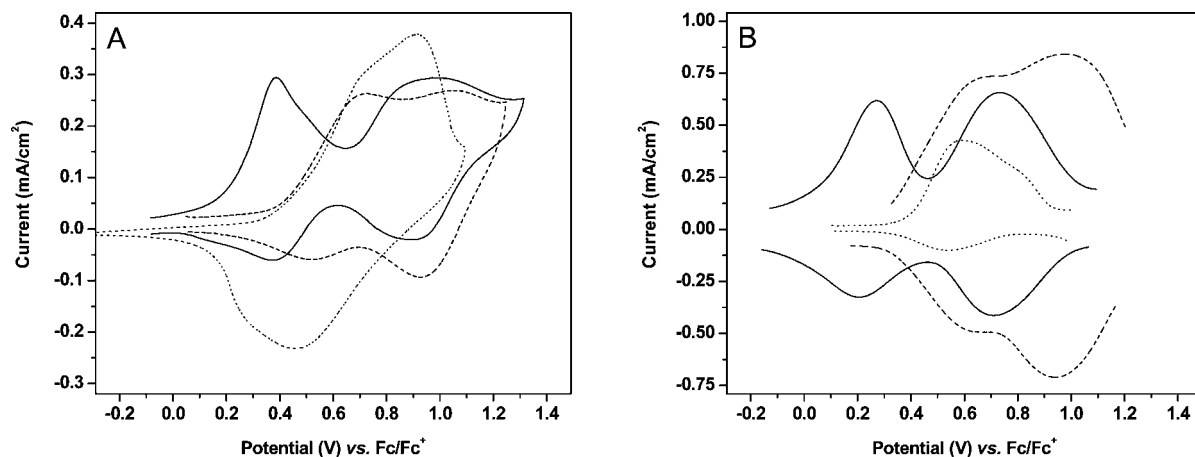 A
Current (mA/cm²)
0.4
0.3
0.2
0.1
0.0
-0.1
-0.2
-0.3
-0.2 0.0 0.2 0.4 0.6 0.8 1.0 1.2 1.4
Potential (V) vs. Fc/Fc⁺
B
Current (mA/cm²)
1.00
0.75
0.50
0.25
0.00
-0.25
-0.50
-0.75
-0.2 0.0 0.2 0.4 0.6 0.8 1.0 1.2 1.4
Potential (V) vs. Fc/Fc⁺